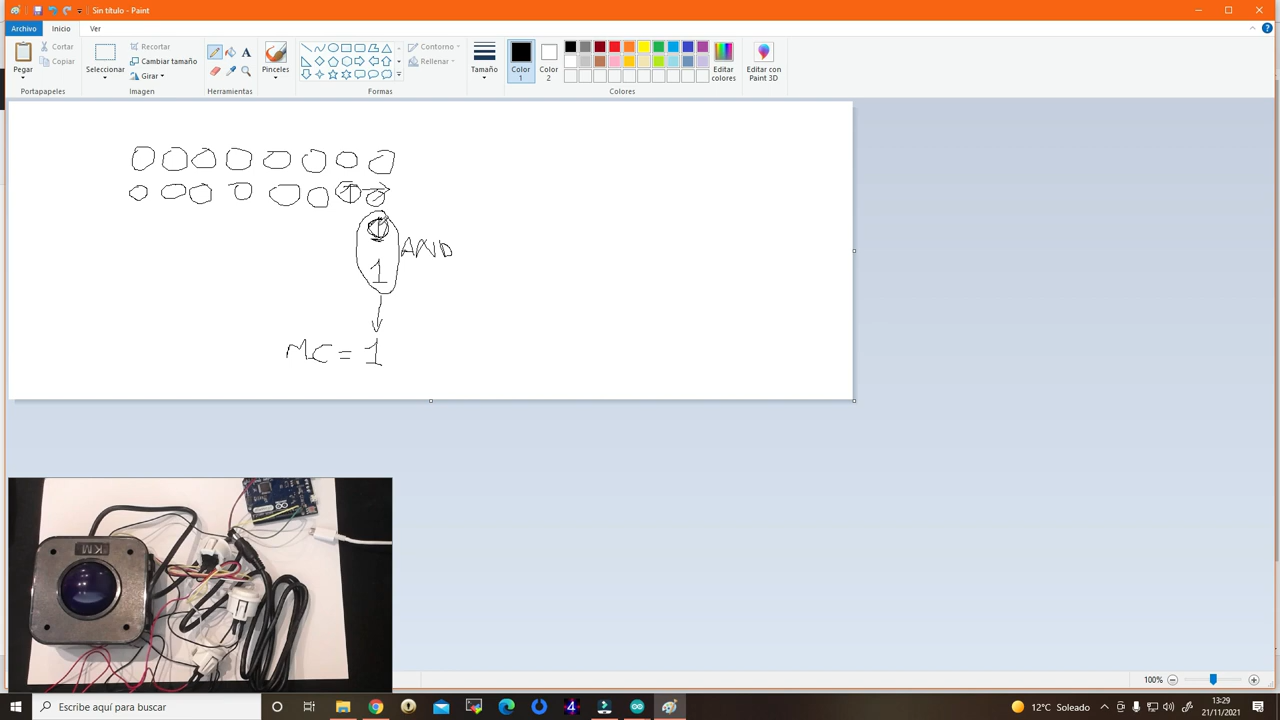 Sin título - Paint
Archivo Inicio Ver
Pegar
Cortar
Copiar
Portapapeles
Seleccionar
Recortar
Cambiar tamaño
Girar
Imagen
A
Herramientas
Pinceles
Contorno
Rellenar
Formas
Tamaño
Color 1
Color 2
Editar colores
Colores
Editar con Paint 3D
1
AND
1
MC = 1
KM
100%
Escribe aquí para buscar
12°C Soleado
13:29
21/11/2021